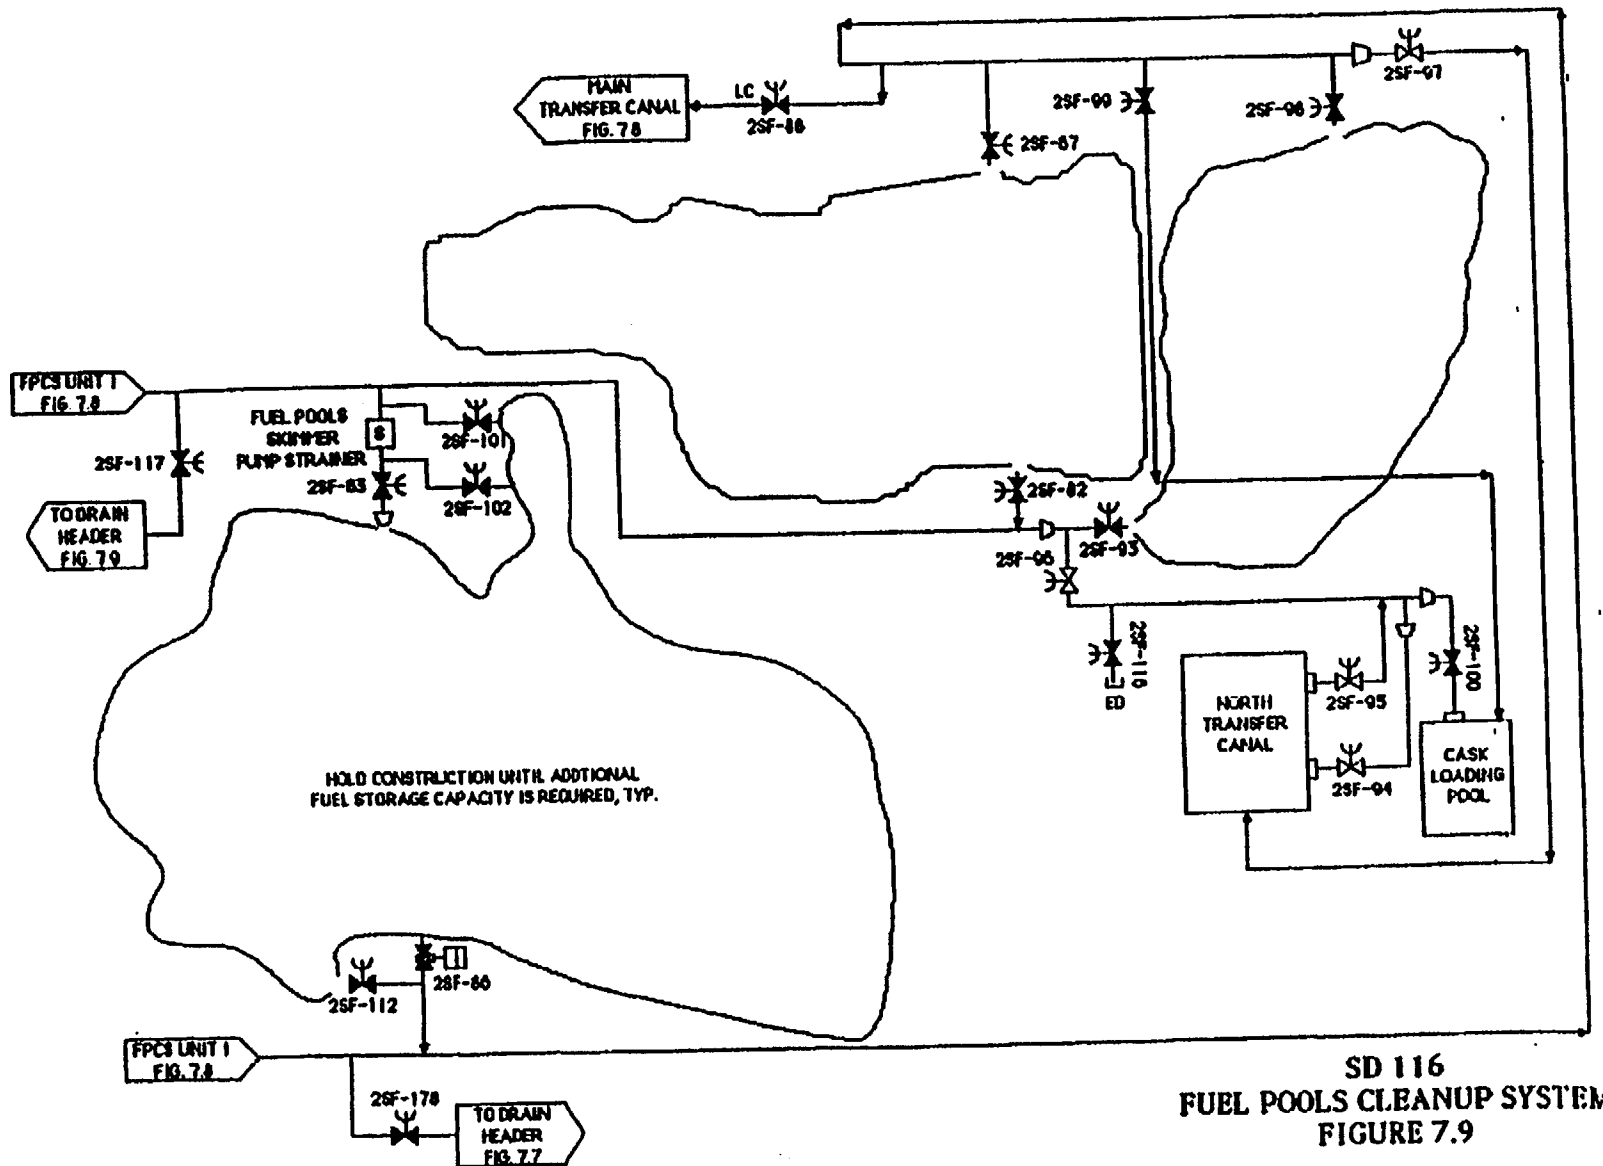 MAIN
TRANSFER CANAL
FIG. 7.8
LC
2SF-88
2SF-87
2SF-99
2SF-98
2SF-97
FPCS UNIT 1
FIG. 7.8
FUEL POOLS
SKIMMER
PUMP STRAINER
S
2SF-101
2SF-117
2SF-83
2SF-102
TO DRAIN
HEADER
FIG. 7.9
2SF-82
2SF-93
2SF-96
2SF-116
ED
2SF-100
NORTH
TRANSFER
CANAL
2SF-95
2SF-94
CASK
LOADING
POOL
HOLD CONSTRUCTION UNTIL ADDTIONAL
FUEL STORAGE CAPACITY IS REQUIRED, TYP.
2SF-112
2SF-86
FPCS UNIT 1
FIG. 7.8
2SF-178
TO DRAIN
HEADER
FIG. 7.7
SD 116
FUEL POOLS CLEANUP SYSTEM
FIGURE 7.9